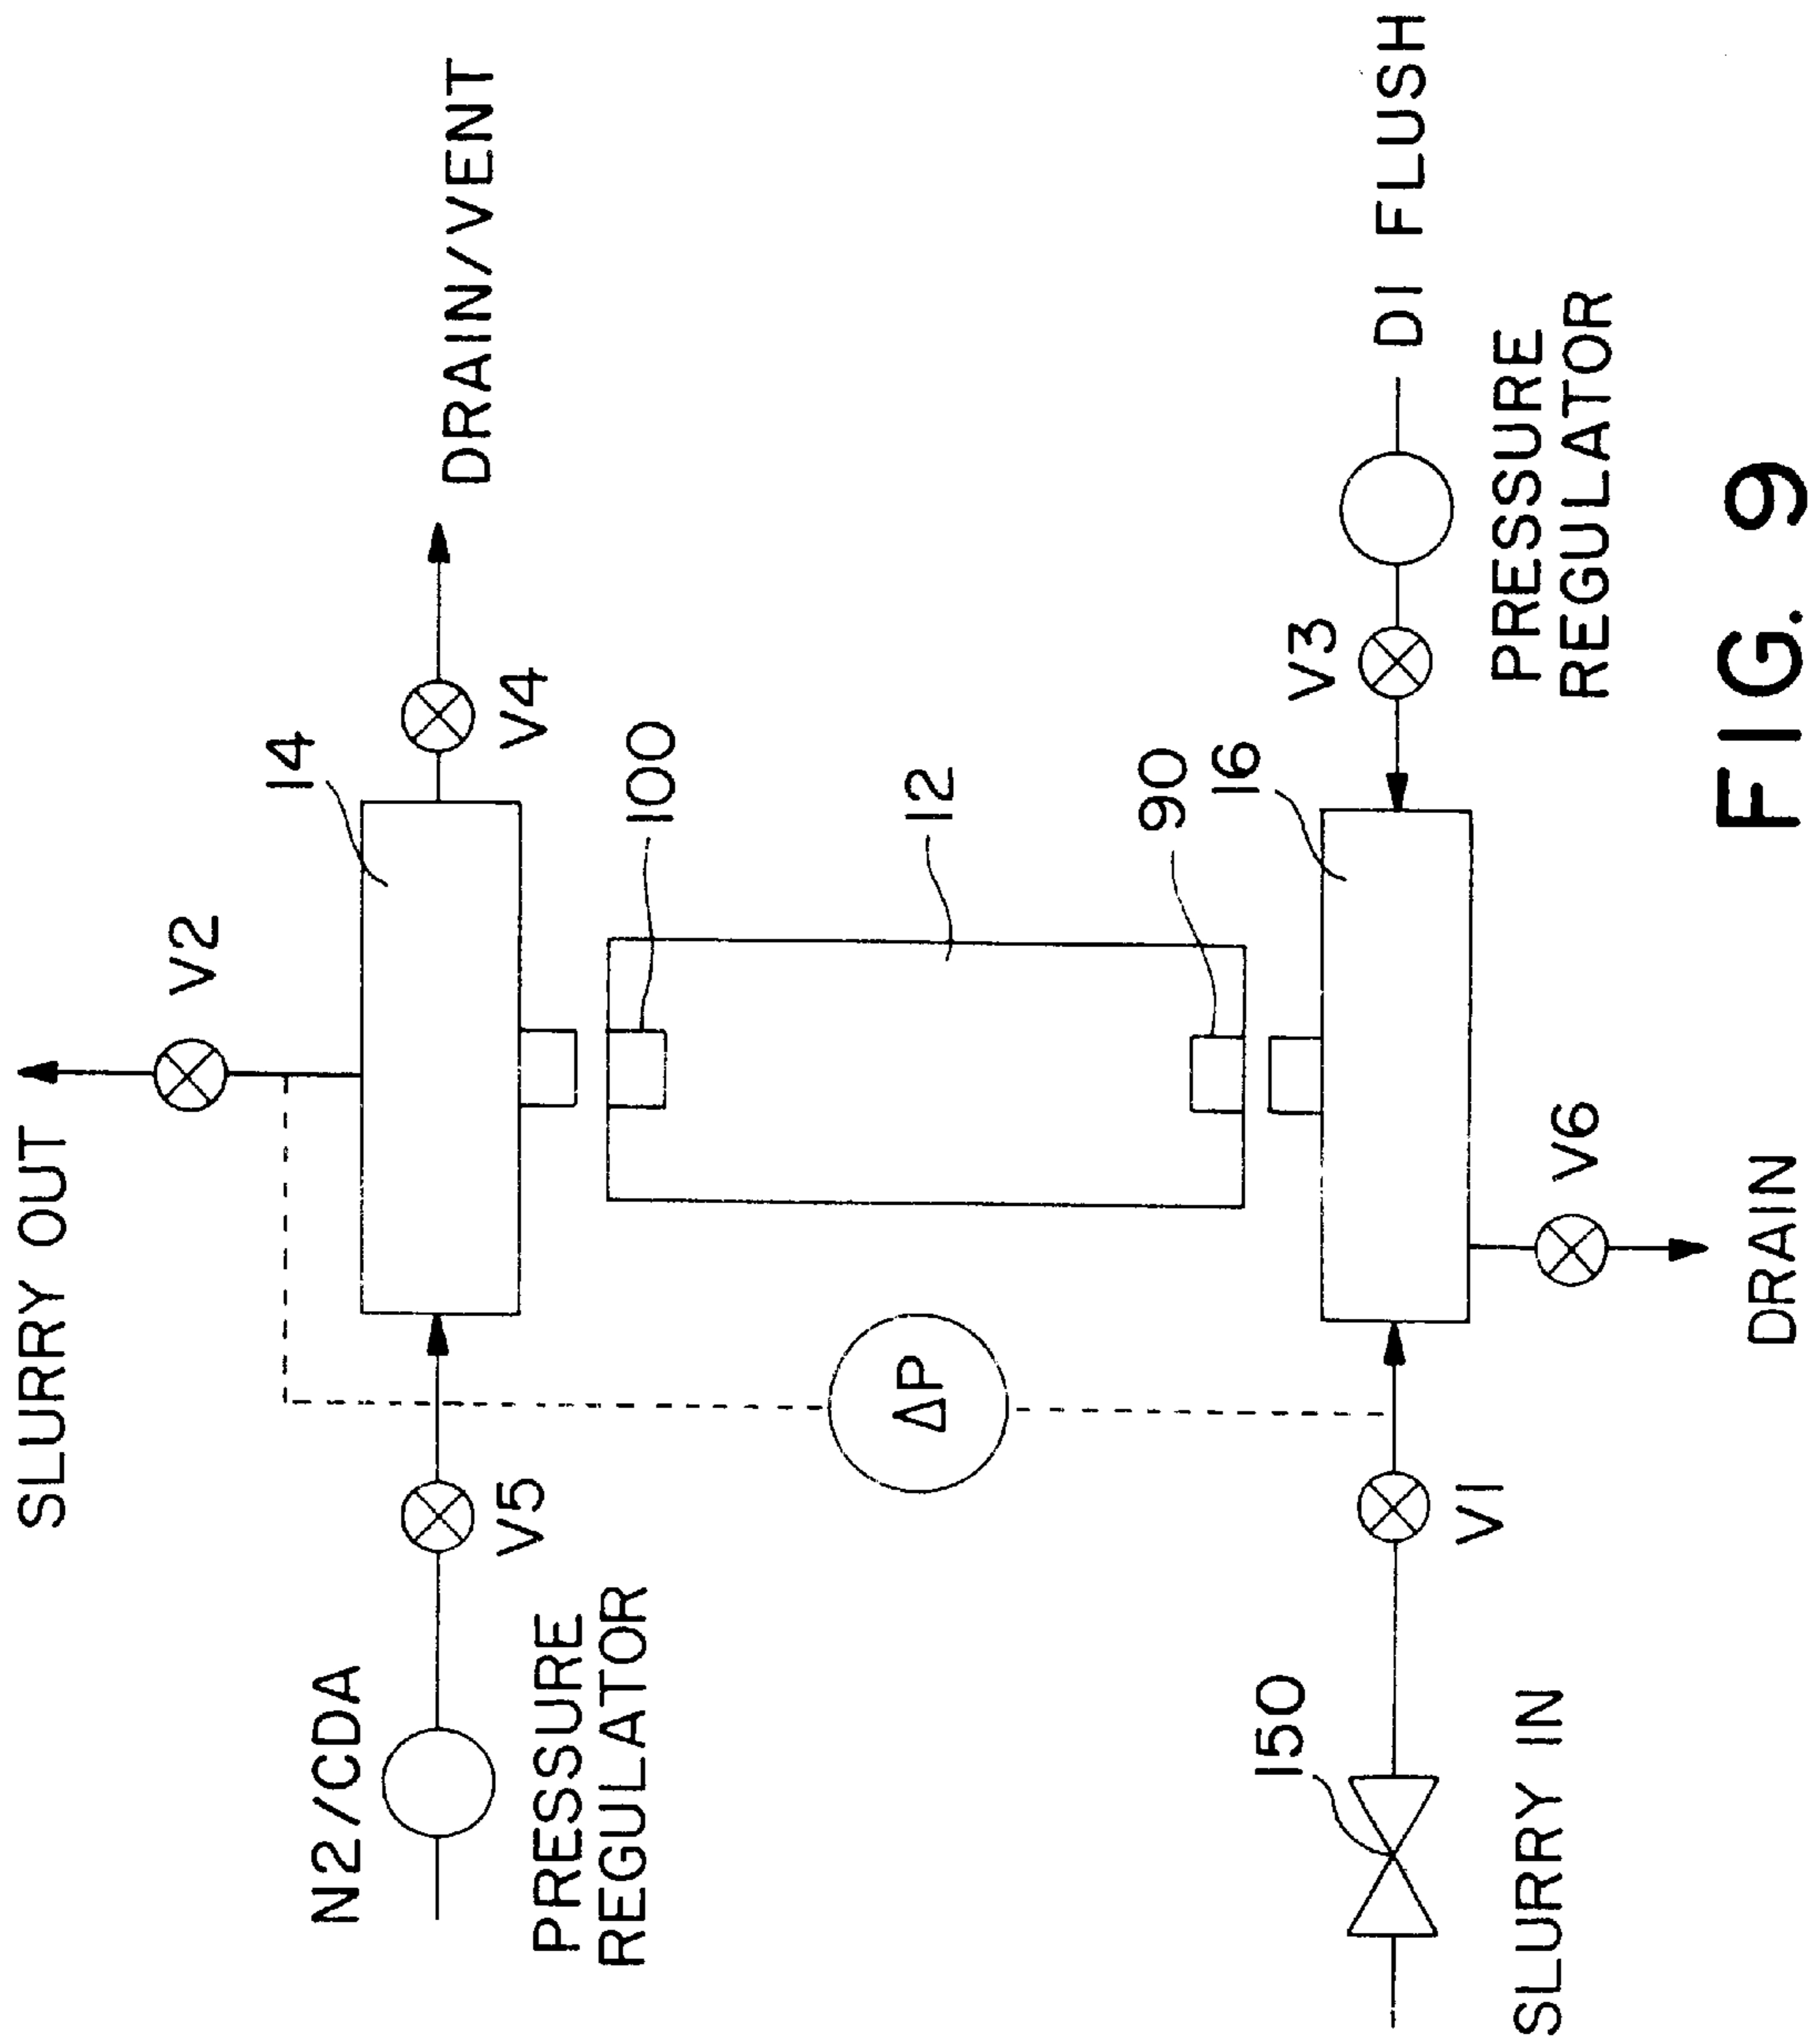 SLURRY OUT
V2
N2/CDA
PRESSURE
REGULATOR
V5
14
V4
DRAIN/VENT
100
12
ΔP
90
16
150
SLURRY IN
V1
V6
DRAIN
V3
DI FLUSH
PRESSURE
REGULATOR
FIG. 9